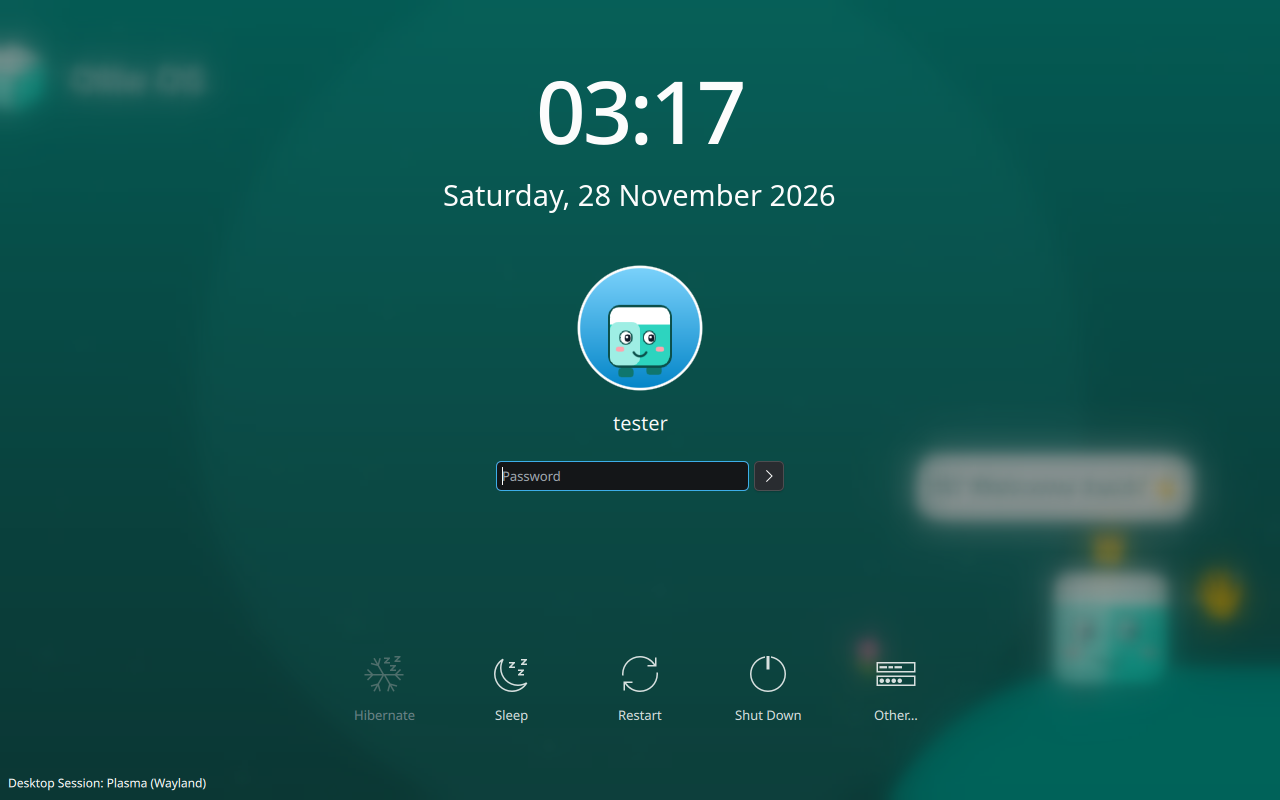 03:17
Saturday, 28 November 2026
tester
Password
Hibernate
Sleep
Restart
Shut Down
Other...
Desktop Session: Plasma (Wayland)